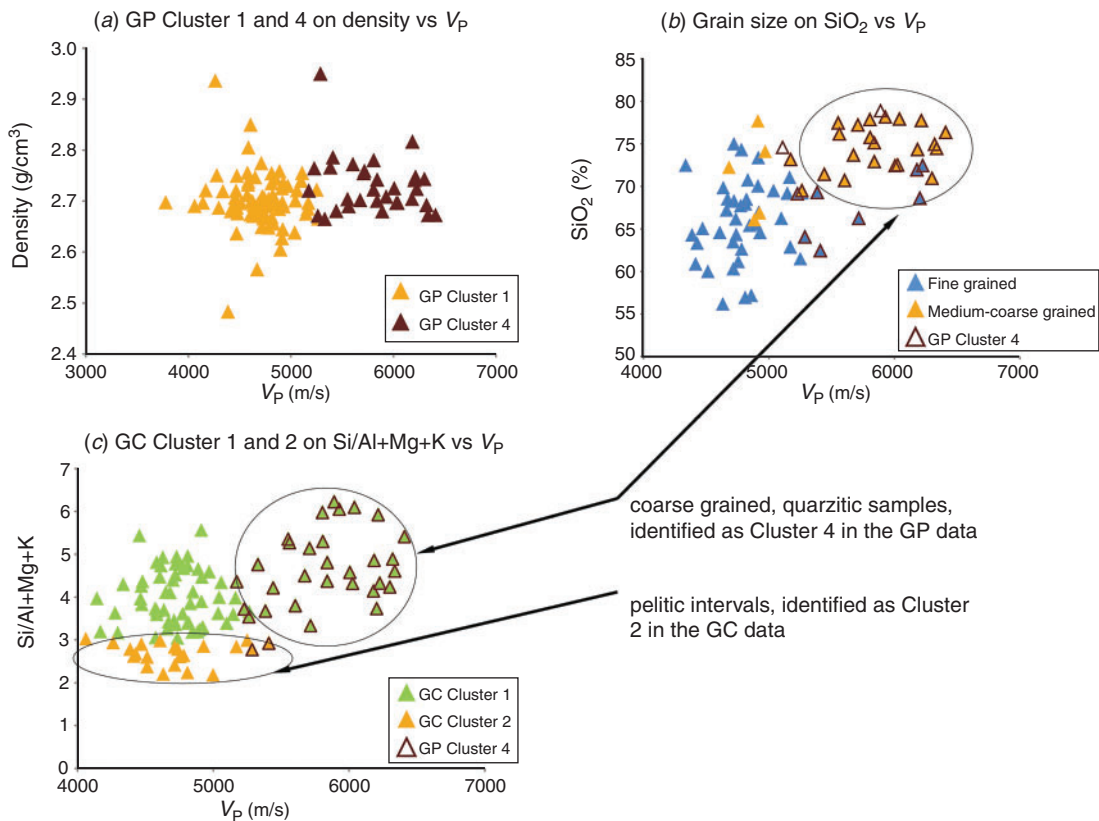 (a) GP Cluster 1 and 4 on density vs VP
3.0
2.9
2.8
2.7
2.6
2.5
2.4
Density (g/cm³)
GP Cluster 1
GP Cluster 4
3000 4000 5000 6000 7000
VP (m/s)
(b) Grain size on SiO₂ vs VP
85
80
75
70
65
60
55
50
SiO₂ (%)
Fine grained
Medium-coarse grained
GP Cluster 4
4000 5000 6000 7000
VP (m/s)
(c) GC Cluster 1 and 2 on Si/Al+Mg+K vs VP
7
6
5
4
3
2
1
0
Si/Al+Mg+K
GC Cluster 1
GC Cluster 2
GP Cluster 4
4000 5000 6000 7000
VP (m/s)
coarse grained, quarzitic samples,
identified as Cluster 4 in the GP data
pelitic intervals, identified as Cluster
2 in the GC data